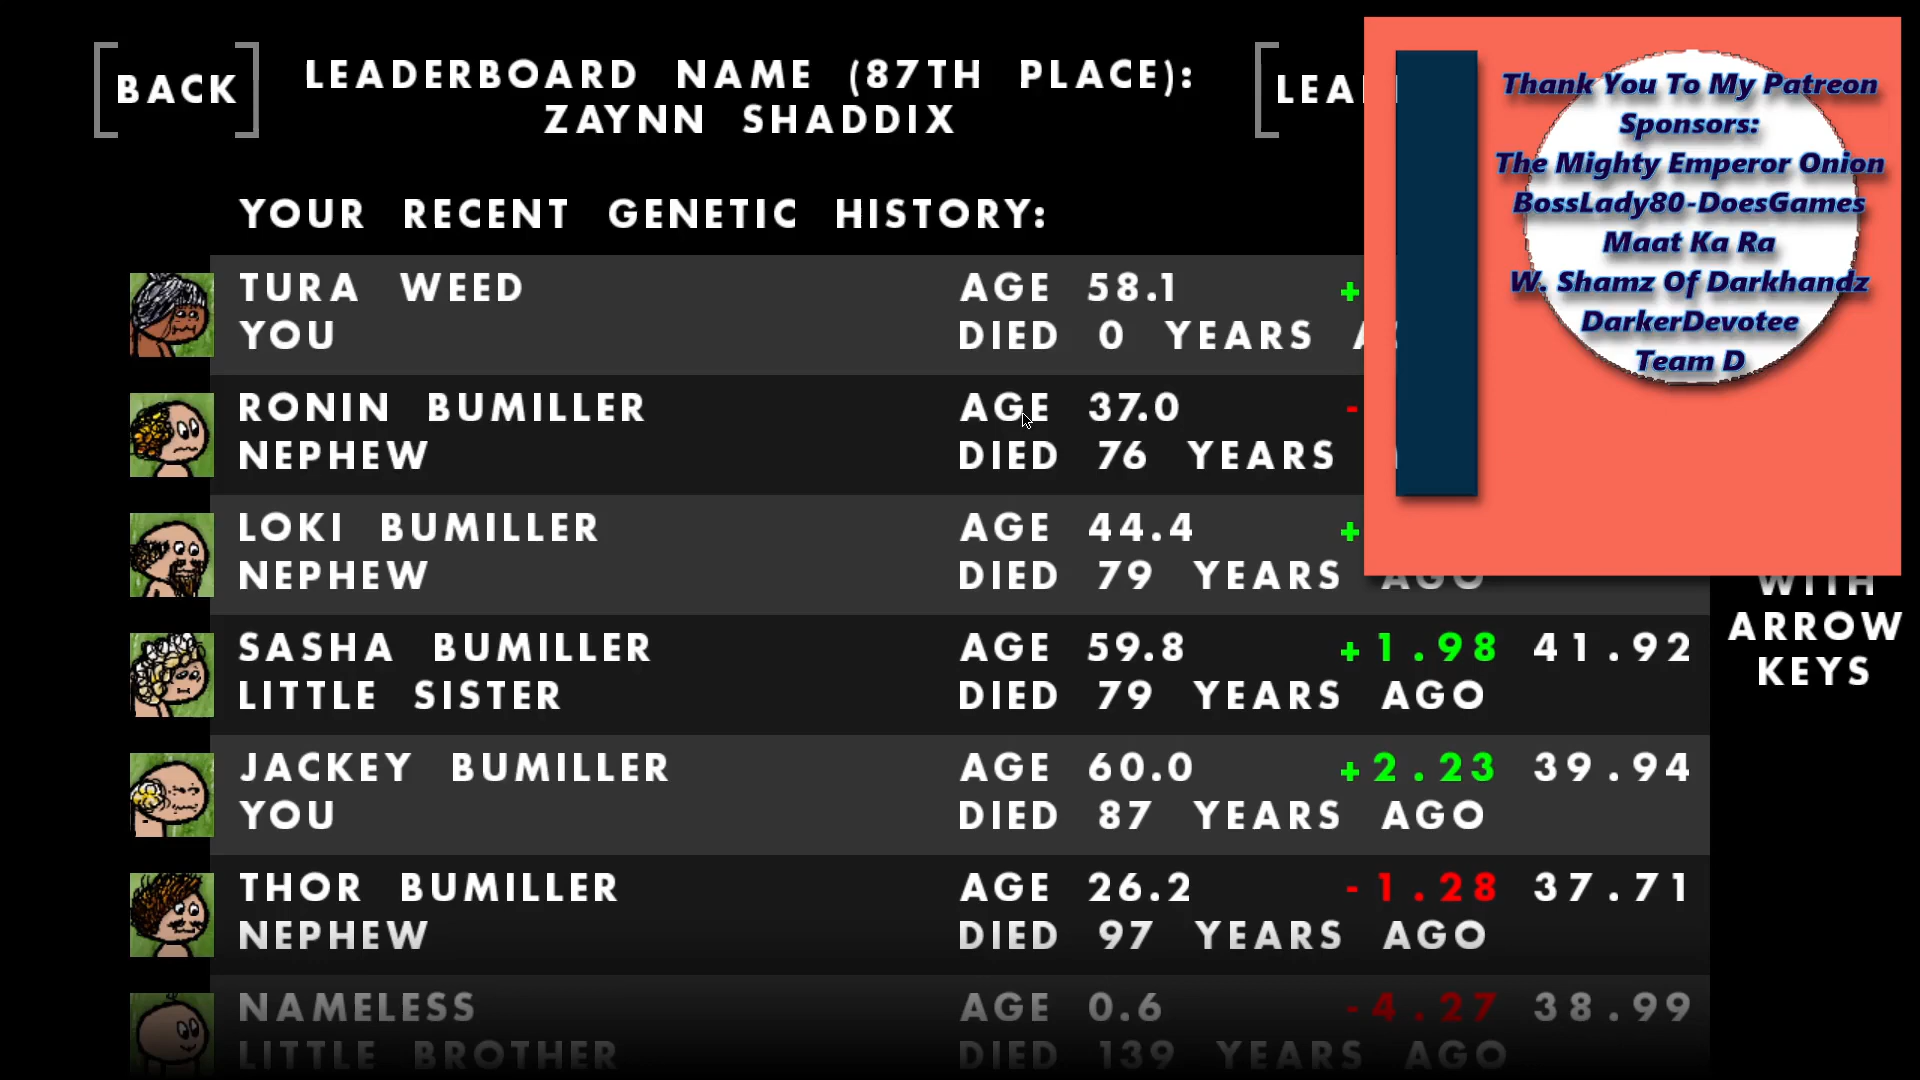 BACK
LEADERBOARD NAME (87TH PLACE):
ZAYNN SHADDIX
YOUR RECENT GENETIC HISTORY:
TURA WEED AGE 58.1 +
YOU DIED 0 YEARS
RONIN BUMILLER AGE 37.0 -
NEPHEW DIED 76 YEARS
LOKI BUMILLER AGE 44.4 +
NEPHEW DIED 79 YEARS AGO
SASHA BUMILLER AGE 59.8 +1.98 41.92
LITTLE SISTER DIED 79 YEARS AGO
JACKEY BUMILLER AGE 60.0 +2.23 39.94
YOU DIED 87 YEARS AGO
THOR BUMILLER AGE 26.2 -1.28 37.71
NEPHEW DIED 97 YEARS AGO
NAMELESS AGE 0.6 -4.27 38.99
LITTLE BROTHER DIED 139 YEARS AGO
Thank You To My Patreon
Sponsors:
The Mighty Emperor Onion
BossLady80-DoesGames
Maat Ka Ra
W. Shamz Of Darkhandz
DarkerDevotee
Team D
WITH
ARROW
KEYS